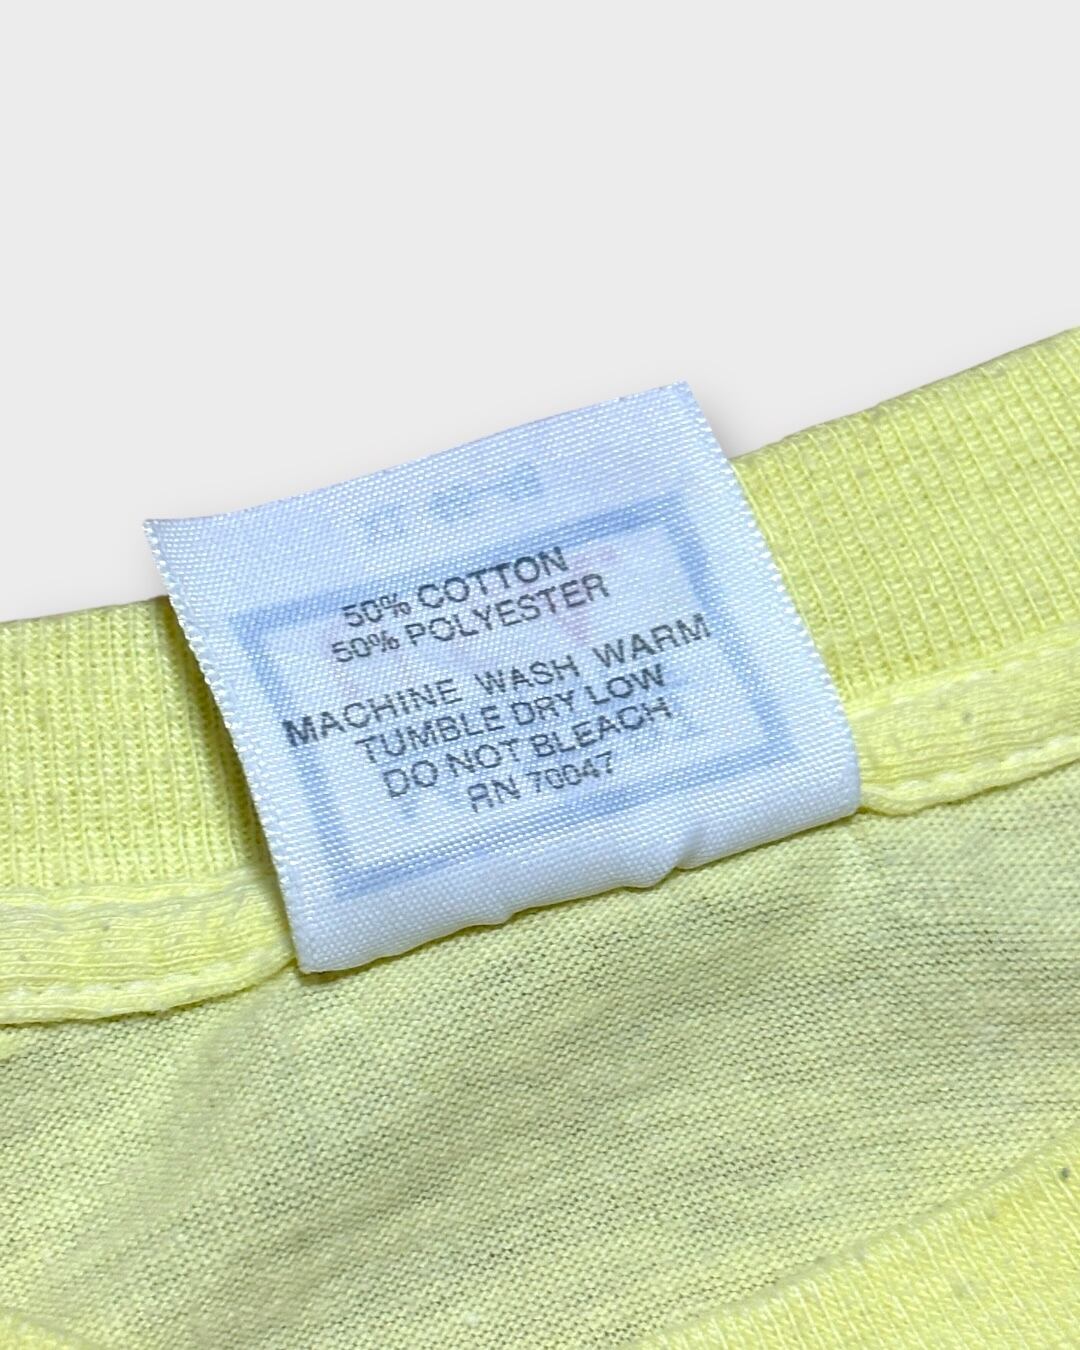 50% COTTON
50% POLYESTER
MACHINE WASH WARM
TUMBLE DRY LOW
DO NOT BLEACH
RN 70047